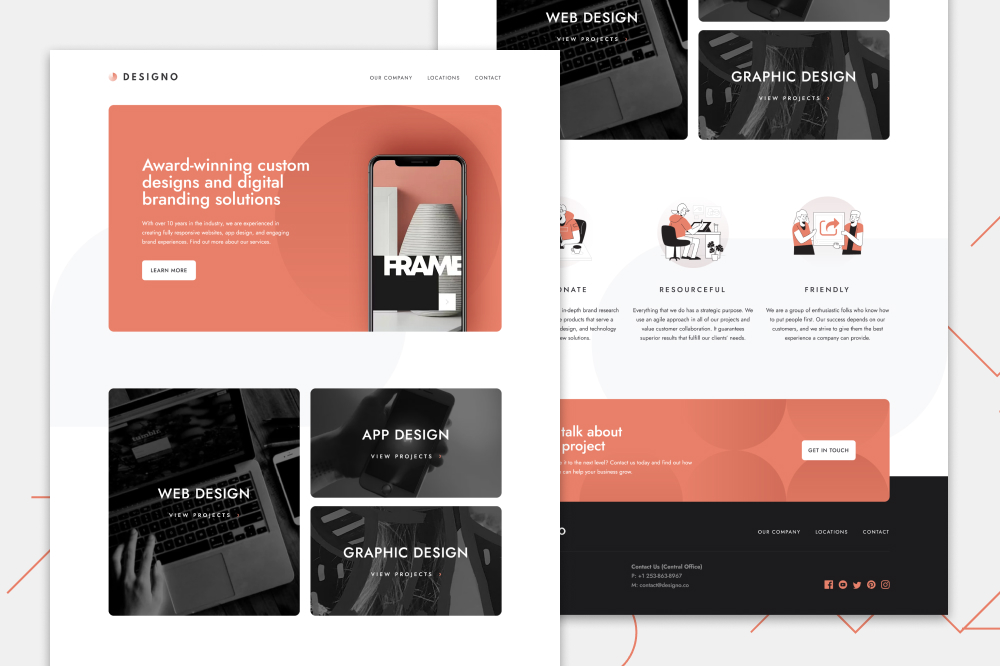 DESIGNO
OUR COMPANY LOCATIONS CONTACT
Award-winning custom
designs and digital
branding solutions
With over 10 years in the industry, we are experienced in
creating fully responsive websites, app design, and engaging
brand experiences. Find out more about our services.
LEARN MORE
FRAME
WEB DESIGN
VIEW PROJECTS
APP DESIGN
VIEW PROJECTS
GRAPHIC DESIGN
VIEW PROJECTS
WEB DESIGN
VIEW PROJECTS
GRAPHIC DESIGN
VIEW PROJECTS
NATE
in-depth brand research
products that serve a
design, and technology
new solutions.
RESOURCEFUL
Everything that we do has a strategic purpose. We
use an agile approach in all of our projects and
value customer collaboration. It guarantees
superior results that fulfill our clients' needs.
FRIENDLY
We are a group of enthusiastic folks who know how
to put people first. Our success depends on our
customers, and we strive to give them the best
experience a company can provide.
talk about
project
it to the next level? Contact us today and find out how
can help your business grow.
GET IN TOUCH
O
OUR COMPANY LOCATIONS CONTACT
Contact Us (Central Office)
P: +1 253-863-8967
M: contact@designo.co